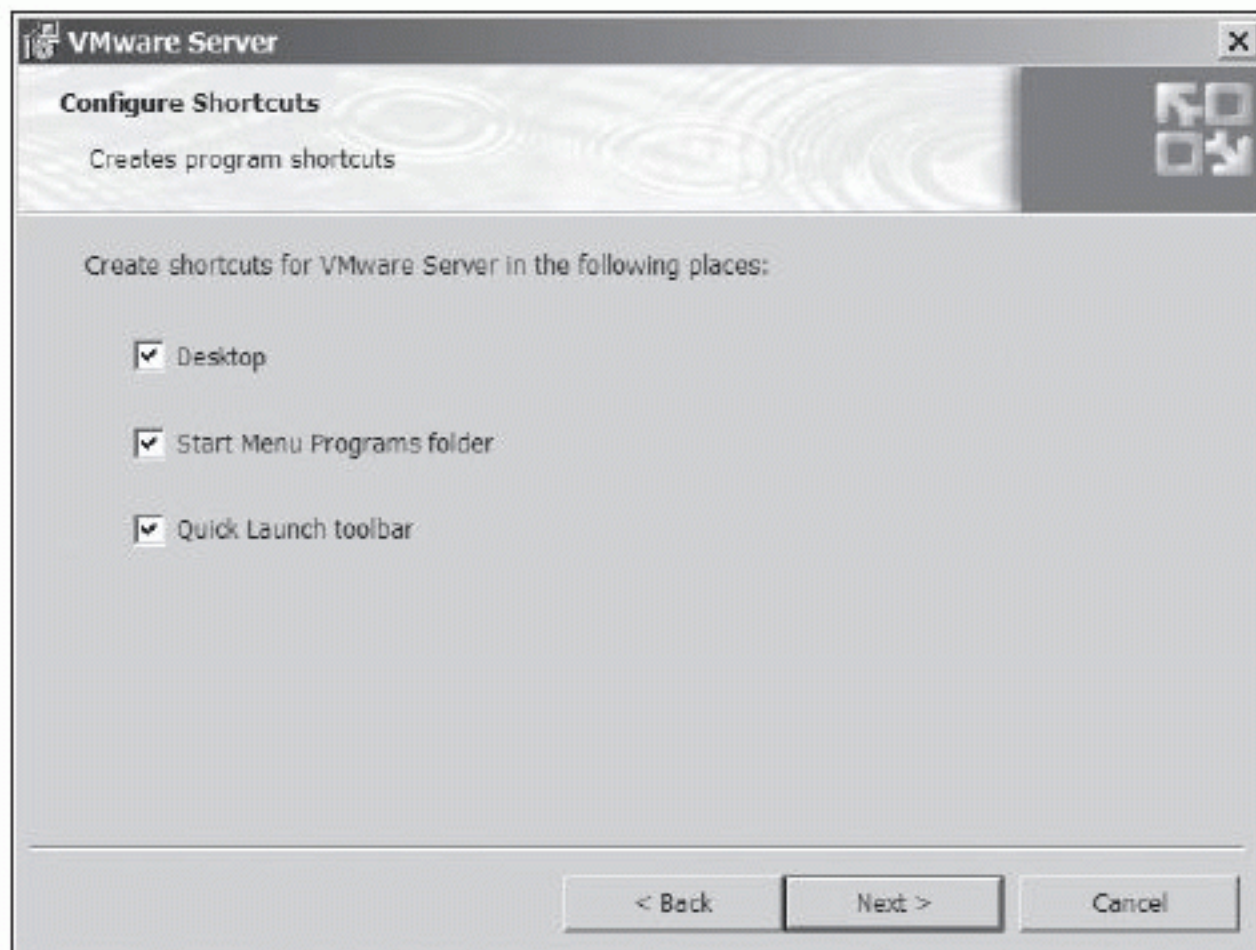 VMware Server
Configure Shortcuts
Creates program shortcuts
Create shortcuts for VMware Server in the following places:
Desktop
Start Menu Programs folder
Quick Launch toolbar
< Back
Next >
Cancel